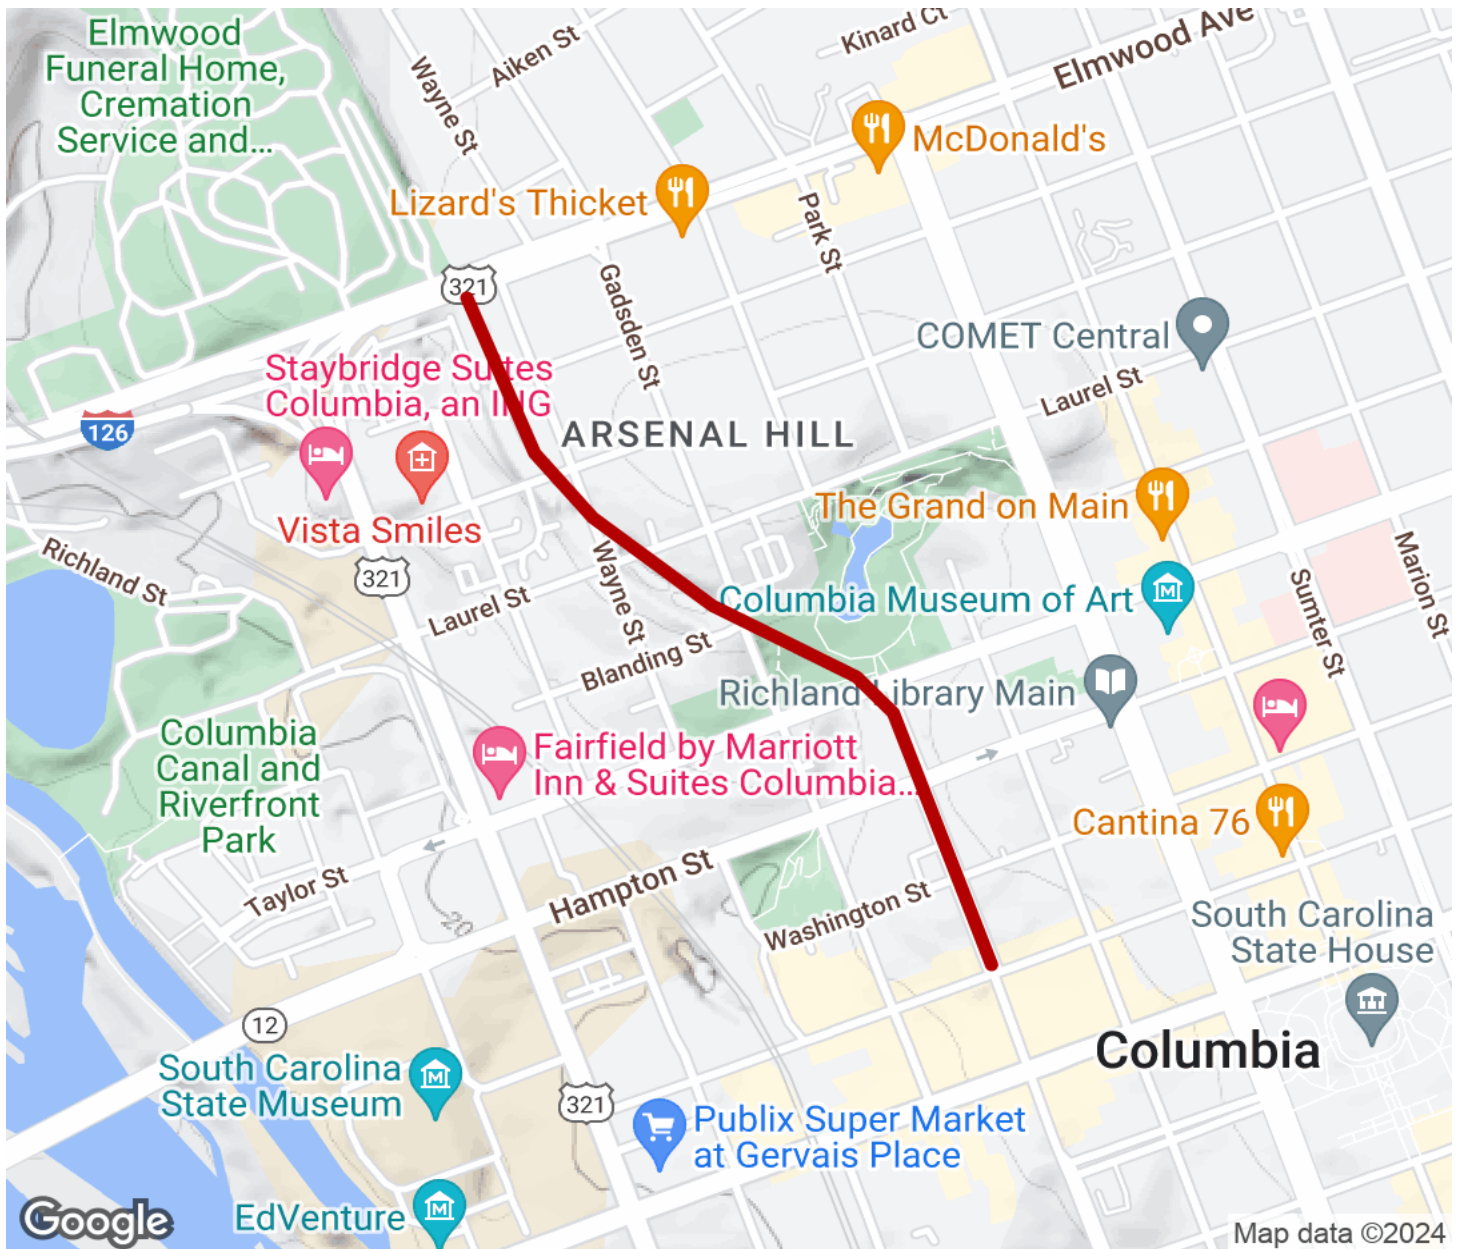 Elmwood
Funeral Home,
Cremation
Service and...
Wayne St
Aiken St
Kinard Ct
Elmwood Ave
McDonald's
Lizard's Thicket
Park St
321
Gadsden St
COMET Central
Staybridge Suites
Columbia, an IHG
Laurel St
126
ARSENAL HILL
The Grand on Main
Vista Smiles
Richland St
321
Wayne St
Marion St
Laurel St
Columbia Museum of Art
Sumter St
Blanding St
Richland Library Main
Columbia
Canal and
Riverfront
Park
Fairfield by Marriott
Inn & Suites Columbia...
Cantina 76
Taylor St
Hampton St
20
Washington St
South Carolina
State House
12
Columbia
South Carolina
State Museum
321
Publix Super Market
at Gervais Place
Google
EdVenture
Map data ©2024